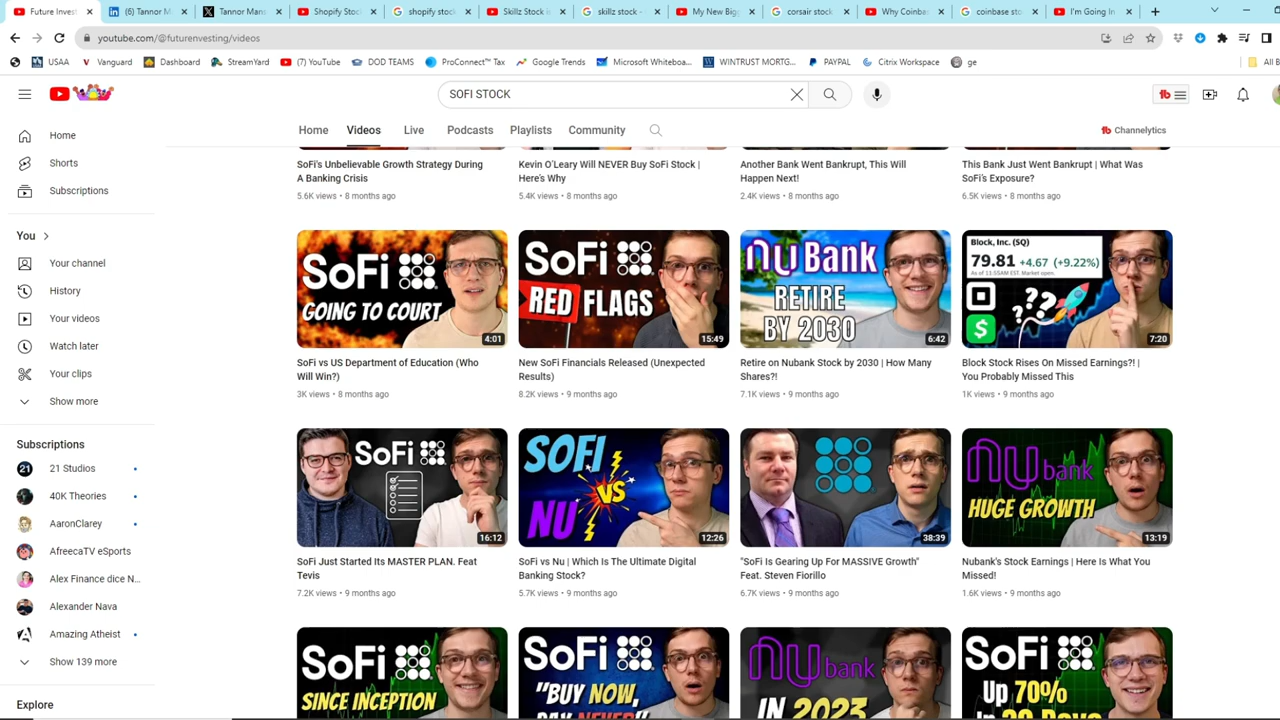 Future Inves
(6) Tannor M
Tannor Man
Shopify Stoc
shopify stock
Skillz Stock i
skillz stock -
My New Big
corsair stock
Why Coinba
coinbase sto
I'm Going In
youtube.com/@futurenvesting/videos
USAA
Vanguard
Dashboard
StreamYard
(7) YouTube
DOD TEAMS
ProConnect™ Tax
Google Trends
Microsoft Whiteboa...
WINTRUST MORTG...
PAYPAL
Citrix Workspace
ge
All B
SOFI STOCK
Home
Videos
Live
Podcasts
Playlists
Community
Channelytics
Home
Shorts
Subscriptions
You
Your channel
History
Your videos
Watch later
Your clips
Show more
Subscriptions
21 Studios
40K Theories
AaronClarey
AfreecaTV eSports
Alex Finance dice N...
Alexander Nava
Amazing Atheist
Show 139 more
Explore
SoFi's Unbelievable Growth Strategy During
A Banking Crisis
5.6K views • 8 months ago
Kevin O'Leary Will NEVER Buy SoFi Stock |
Here's Why
5.4K views • 8 months ago
Another Bank Went Bankrupt, This Will
Happen Next!
2.4K views • 8 months ago
This Bank Just Went Bankrupt | What Was
SoFi's Exposure?
6.5K views • 8 months ago
SoFi
GOING TO COURT
4:01
SoFi vs US Department of Education (Who
Will Win?)
3K views • 8 months ago
SoFi
RED FLAGS
15:49
New SoFi Financials Released (Unexpected
Results)
8.2K views • 9 months ago
nu Bank
RETIRE
BY 2030
6:42
Retire on Nubank Stock by 2030 | How Many
Shares?!
7.1K views • 9 months ago
Block, Inc. (SQ)
79.81 +4.67 (+9.22%)
As of 11:55AM EST. Market open.
???
$
7:20
Block Stock Rises On Missed Earnings?! |
You Probably Missed This
1K views • 9 months ago
SoFi
16:12
SoFi Just Started Its MASTER PLAN. Feat
Tevis
7.2K views • 9 months ago
SOFI
VS
NU
12:26
SoFi vs Nu | Which Is The Ultimate Digital
Banking Stock?
5.7K views • 9 months ago
38:39
"SoFi Is Gearing Up For MASSIVE Growth"
Feat. Steven Fiorillo
6.7K views • 9 months ago
nu bank
HUGE GROWTH
13:19
Nubank's Stock Earnings | Here Is What You
Missed!
1.6K views • 9 months ago
SoFi
SINCE INCEPTION
SoFi
"BUY NOW,
PAY NEVER"
nu bank
IN 2023
SoFi
Up 70%
In 30 Days